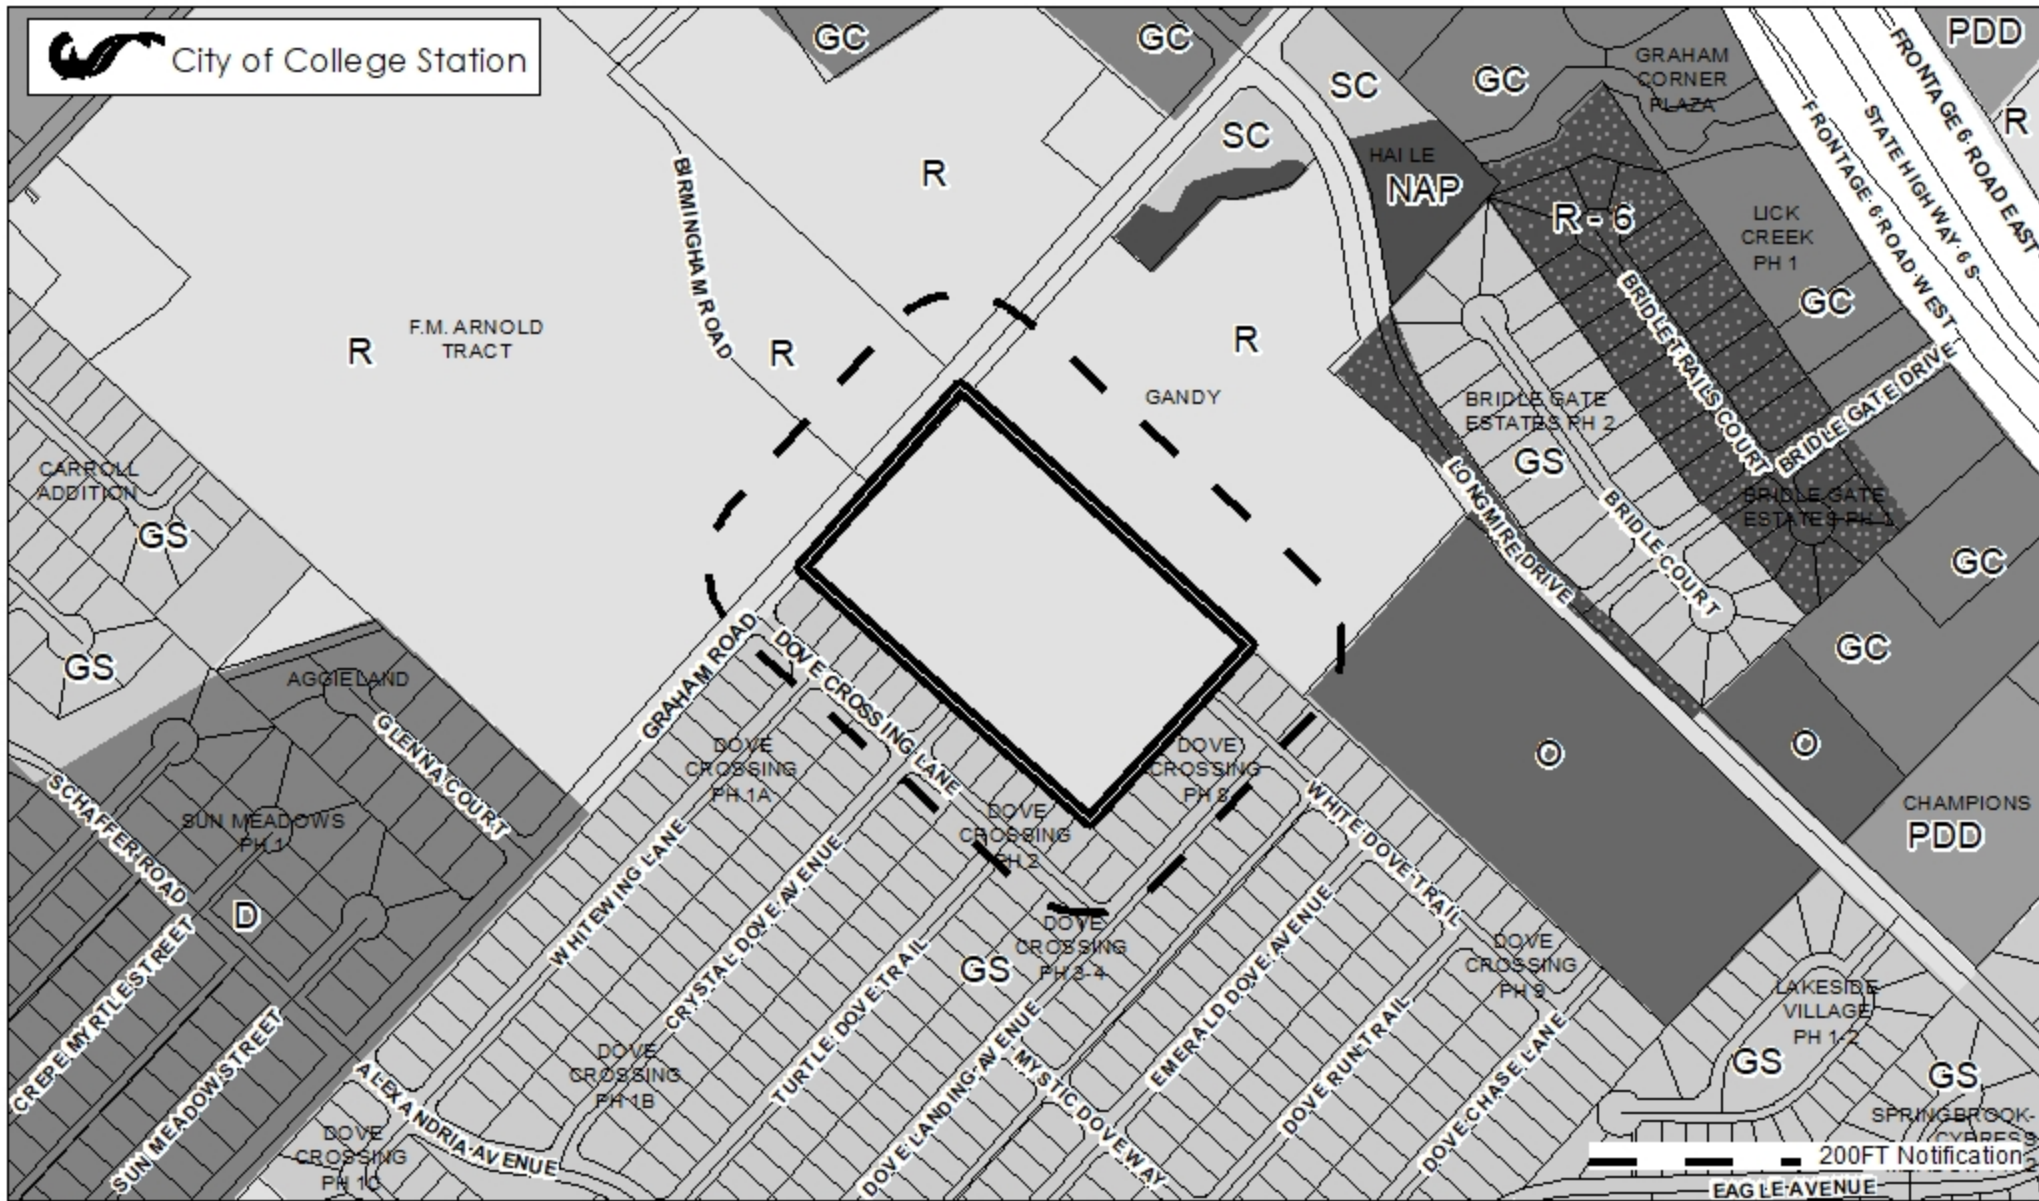 City of College Station
GC
GC
SC
GC
GRAHAM
CORNER
PLAZA
PDD
R
FRONTAGE 6 ROAD EAST
STATE HIGHWAY 6 S
FRONTAGE 6 ROAD WEST
SC
HAILE
NAP
R
BIRMINGHAM ROAD
R - 6
LICK
CREEK
PH 1
GC
BRIDLE TRAILS COURT
BRIDLE GATE DRIVE
F.M. ARNOLD
TRACT
R
R
R
GANDY
BRIDLE GATE
ESTATES PH 2
GS
BRIDLE GATE
ESTATES PH 1
LONGMIRE DRIVE
BRIDLE COURT
CARROLL
ADDITION
GS
GC
GS
GC
AGGIELAND
GLENNA COURT
GRAHAM ROAD
DOVE CROSSING LANE
DOVE
CROSSING
PH 1A
DOVE
CROSSING
PH 8
O
O
SCHAFFER ROAD
SUN MEADOWS
PH 1
DOVE
CROSSING
PH 2
WHITE DOVE TRAIL
CHAMPIONS
PDD
D
WHITEWING LANE
CRYSTAL DOVE AVENUE
DOVE
CROSSING
PH 3-4
GS
DOVE
CROSSING
PH 9
CREPE MYRTLE STREET
SUN MEADOW STREET
TURTLE DOVE TRAIL
DOVE LANDING AVENUE
MYSTIC DOVE WAY
EMERALD DOVE AVENUE
DOVE RUN TRAIL
DOVE CHASE LANE
LAKESIDE
VILLAGE
PH 1-2
GS
GS
DOVE
CROSSING
PH 1B
ALEXANDRIA AVENUE
DOVE
CROSSING
PH 1C
SPRINGBROOK-
CYPRESS
200FT Notification
EAGLE AVENUE